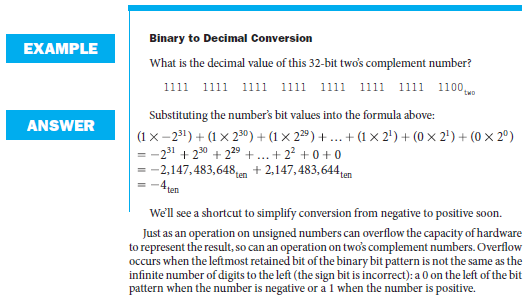 EXAMPLE
Binary to Decimal Conversion
What is the decimal value of this 32-bit two's complement number?
1111 1111 1111 1111 1111 1111 1111 1100two
ANSWER
Substituting the number's bit values into the formula above:
(1 × −2³¹) + (1 × 2³⁰) + (1 × 2²⁹) + ... + (1 × 2¹) + (0 × 2¹) + (0 × 2⁰)
= −2³¹ + 2³⁰ + 2²⁹ + ... + 2² + 0 + 0
= −2,147,483,648ten + 2,147,483,644ten
= −4ten
We'll see a shortcut to simplify conversion from negative to positive soon.
Just as an operation on unsigned numbers can overflow the capacity of hardware
to represent the result, so can an operation on two's complement numbers. Overflow
occurs when the leftmost retained bit of the binary bit pattern is not the same as the
infinite number of digits to the left (the sign bit is incorrect): a 0 on the left of the bit
pattern when the number is negative or a 1 when the number is positive.